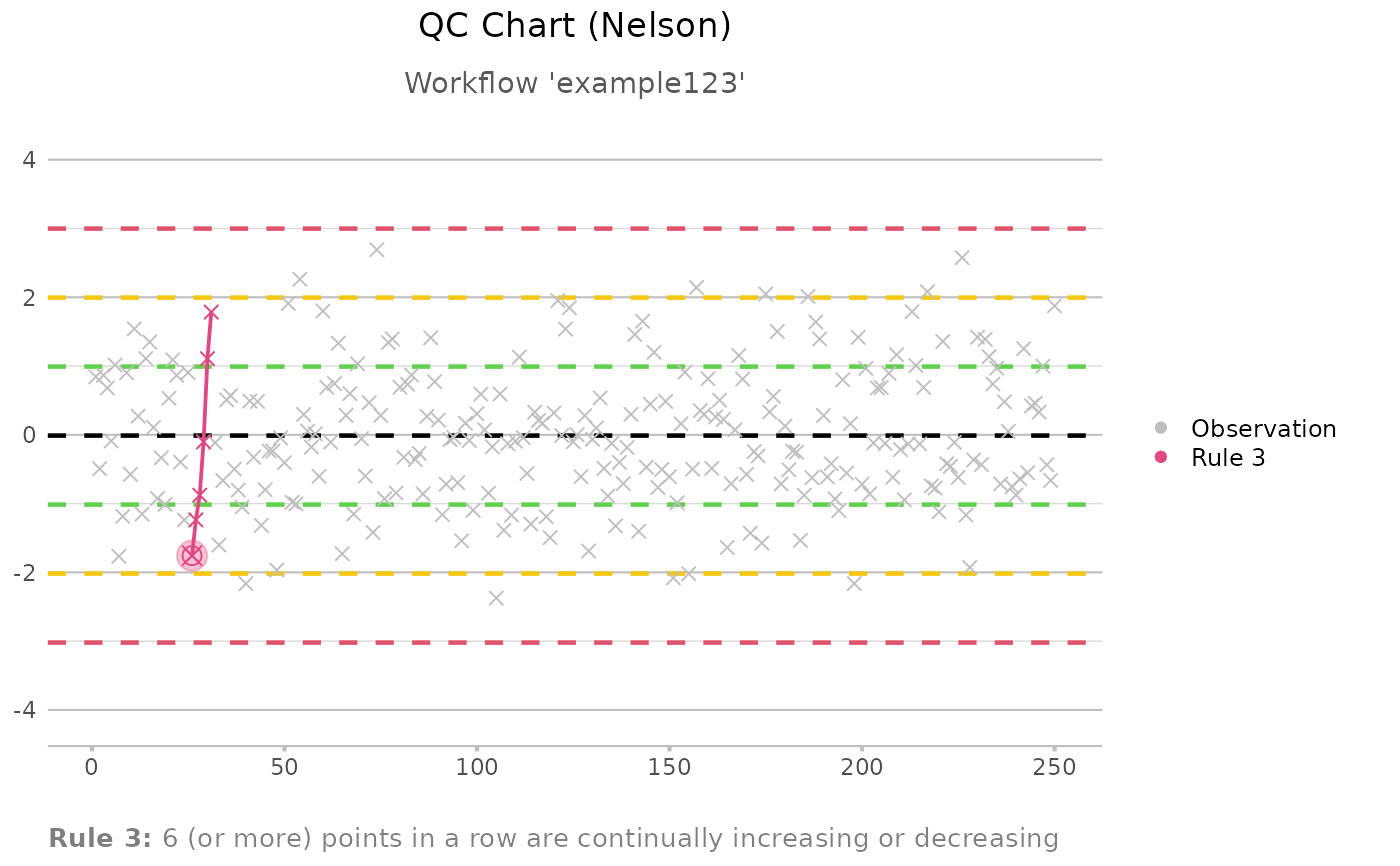 QC Chart (Nelson)
Workflow 'example123'
4
2
0
-2
-4
0 50 100 150 200 250
Observation
Rule 3
Rule 3: 6 (or more) points in a row are continually increasing or decreasing